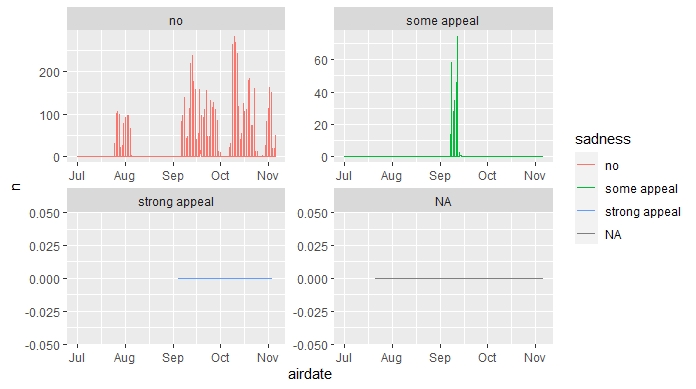 no
some appeal
200
100
0
60
40
20
0
Jul Aug Sep Oct Nov
Jul Aug Sep Oct Nov
strong appeal
NA
0.050
0.025
0.000
-0.025
-0.050
0.050
0.025
0.000
-0.025
-0.050
Jul Aug Sep Oct Nov
Jul Aug Sep Oct Nov
n
airdate
sadness
no
some appeal
strong appeal
NA